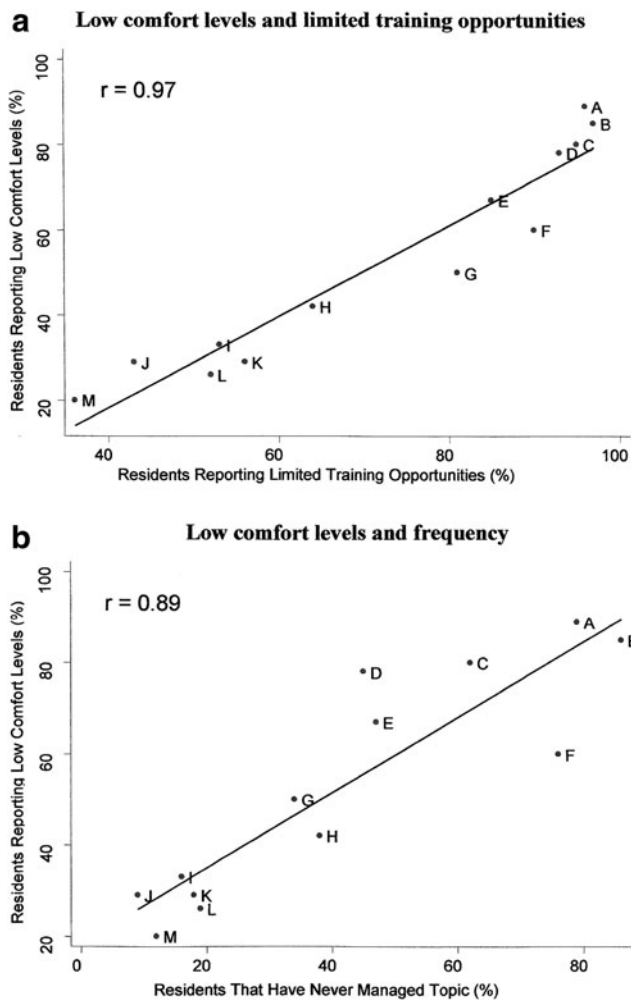 a Low comfort levels and limited training opportunities
Residents Reporting Low Comfort Levels (%)
100
80
60
40
20
r = 0.97
A
B
C
D
E
F
G
H
I
J
K
L
M
40 60 80 100
Residents Reporting Limited Training Opportunities (%)
b Low comfort levels and frequency
Residents Reporting Low Comfort Levels (%)
100
80
60
40
20
r = 0.89
A
B
C
D
E
F
G
H
I
J
K
L
M
0 20 40 60 80
Residents That Have Never Managed Topic (%)